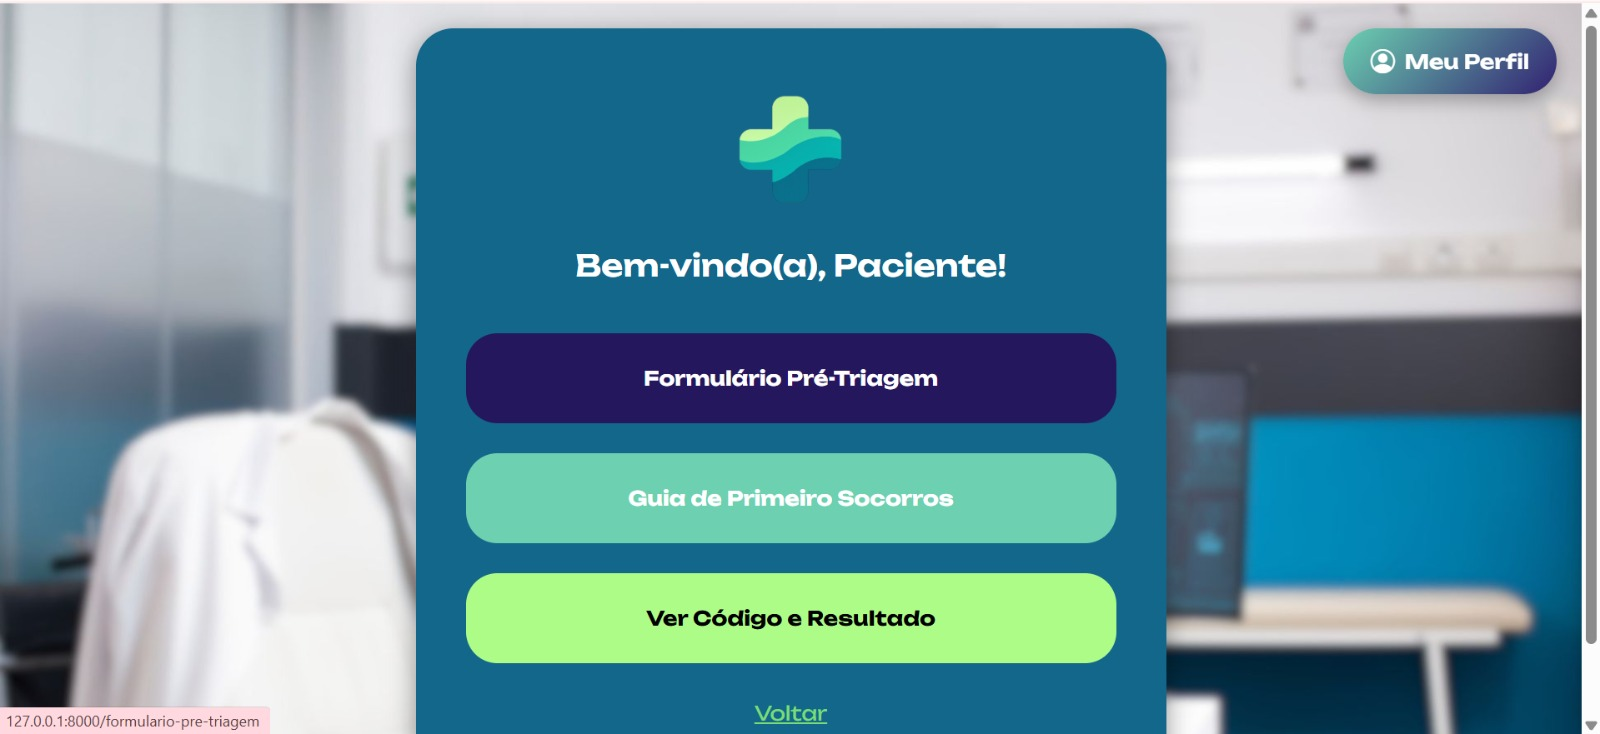 Meu Perfil
Bem-vindo(a), Paciente!
Formulário Pré-Triagem
Guia de Primeiro Socorros
Ver Código e Resultado
Voltar
127.0.0.1:8000/formulario-pre-triagem